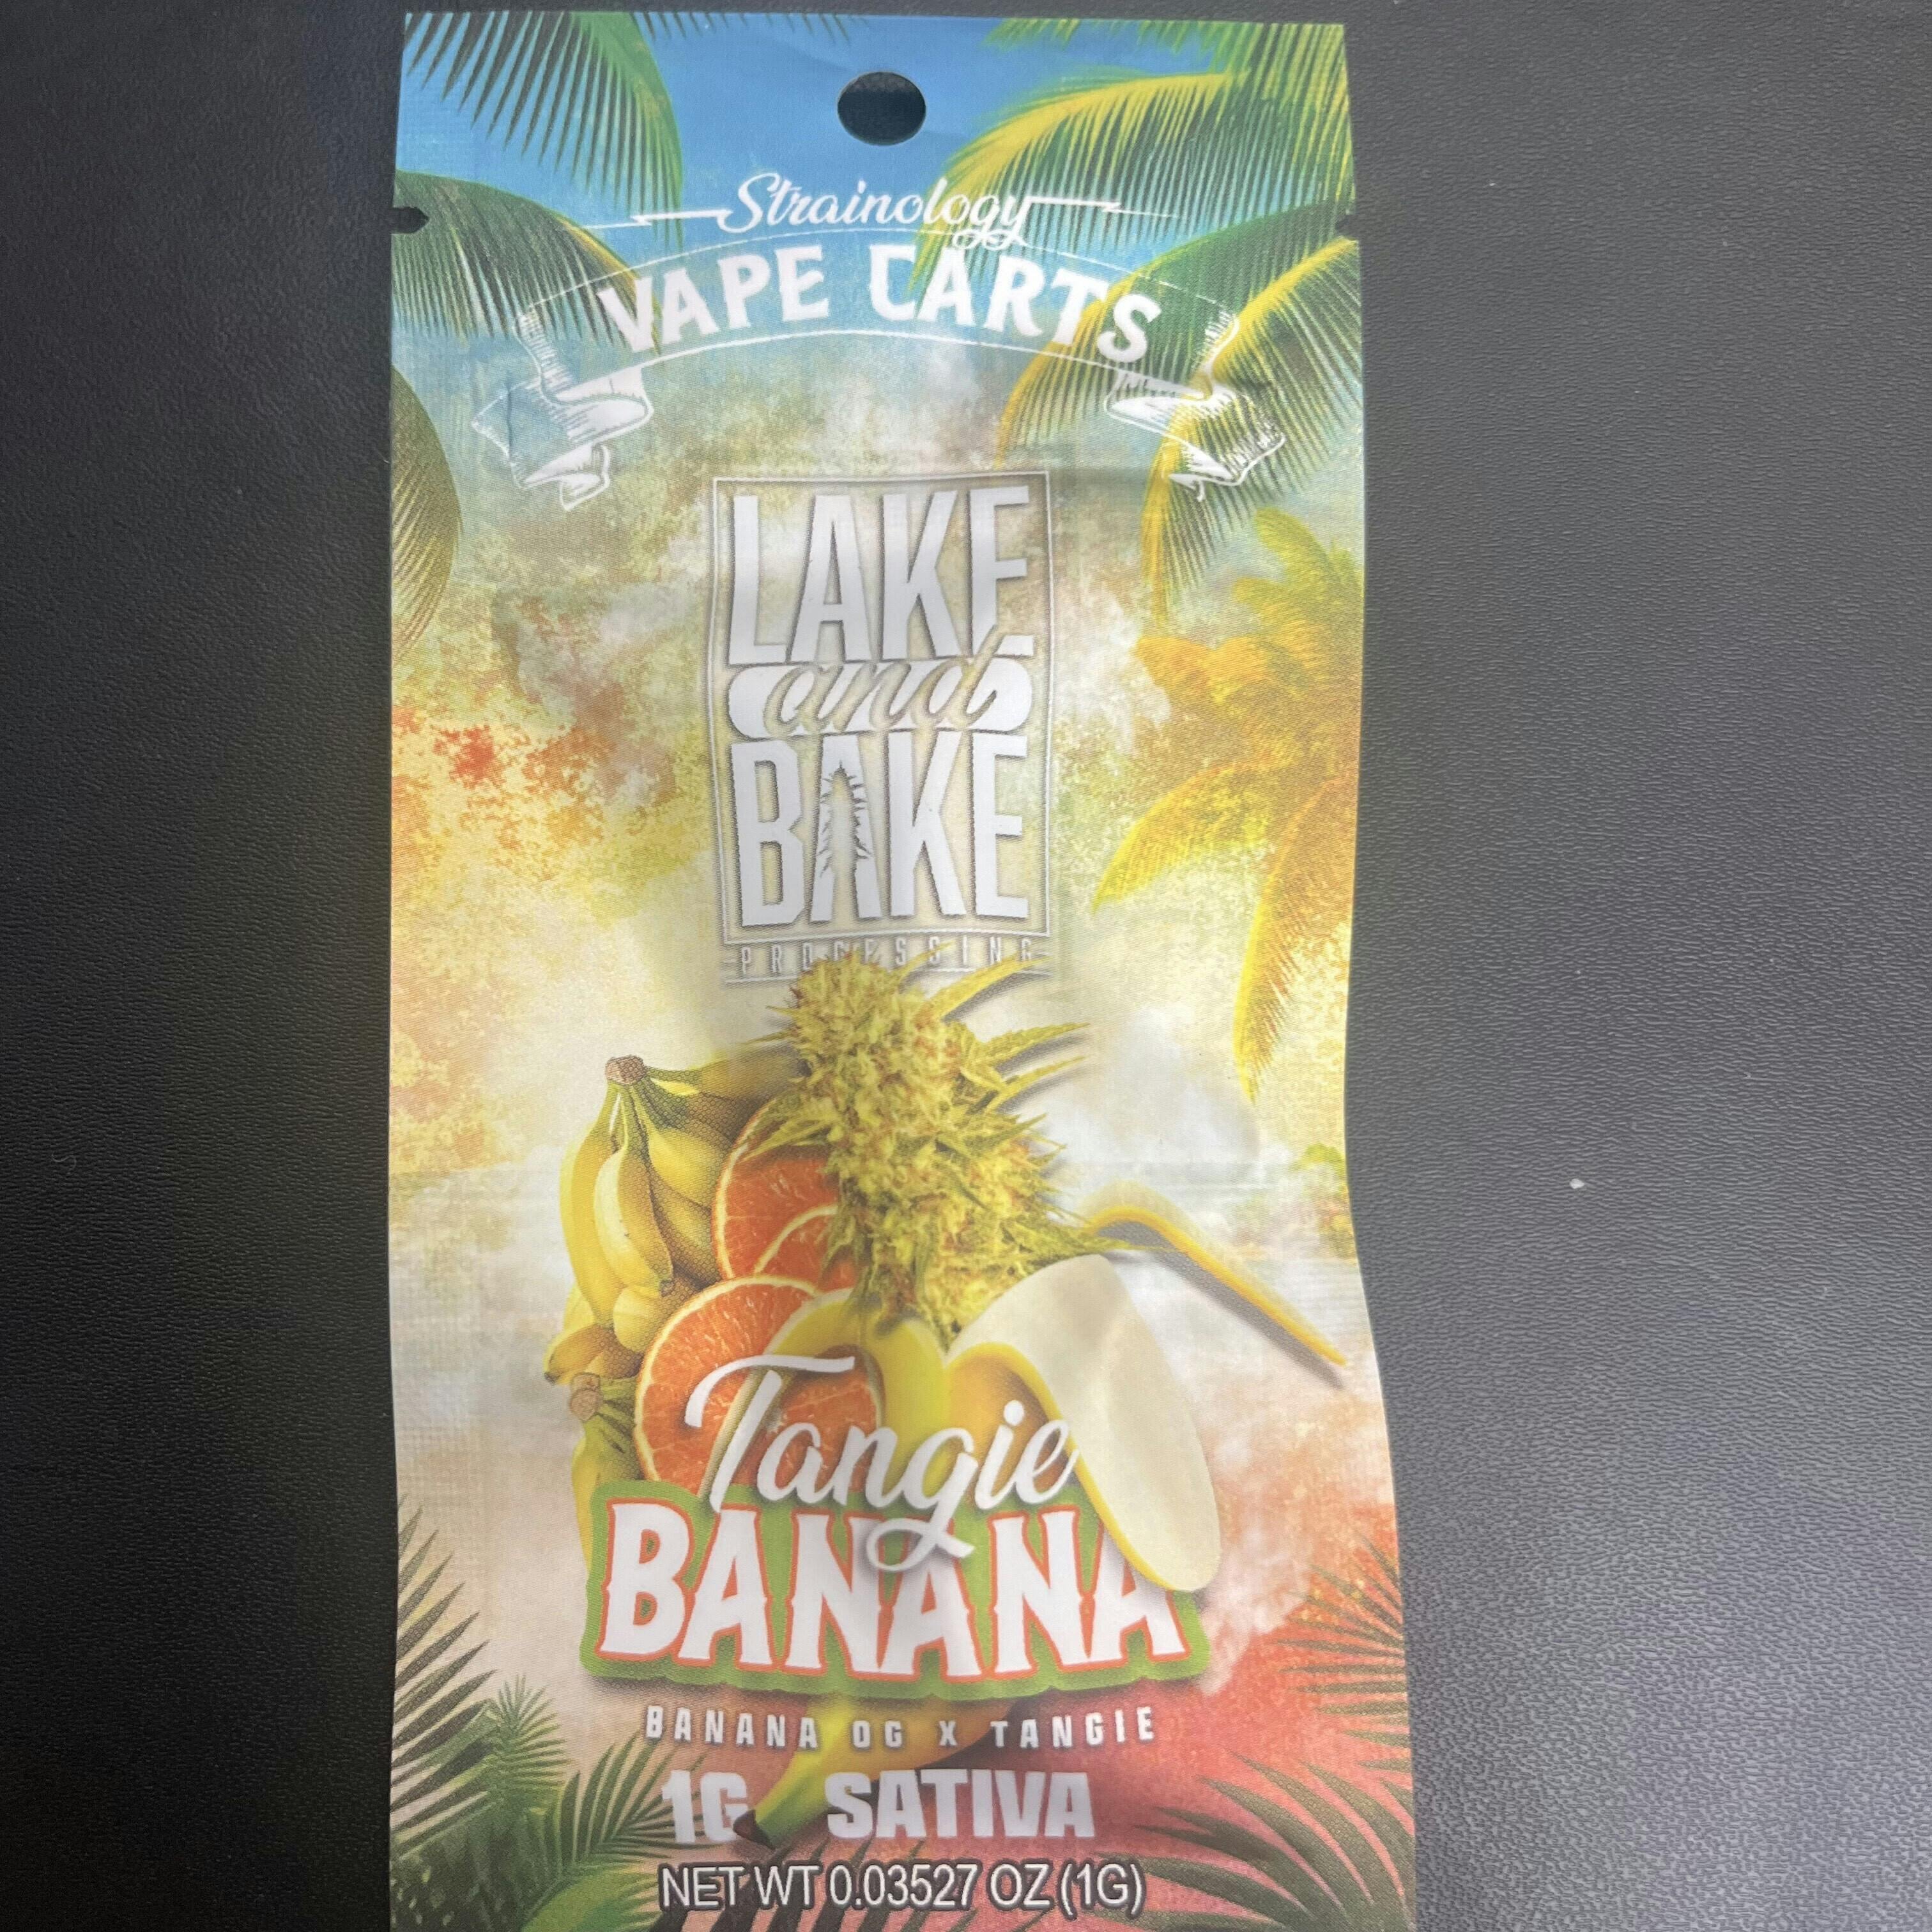 Strainology
VAPE CARTS
LAKE
and
BAKE
PROCESSING
Tangie
BANANA
BANANA OG X TANGIE
1G SATIVA
NET WT 0.03527 OZ (1G)